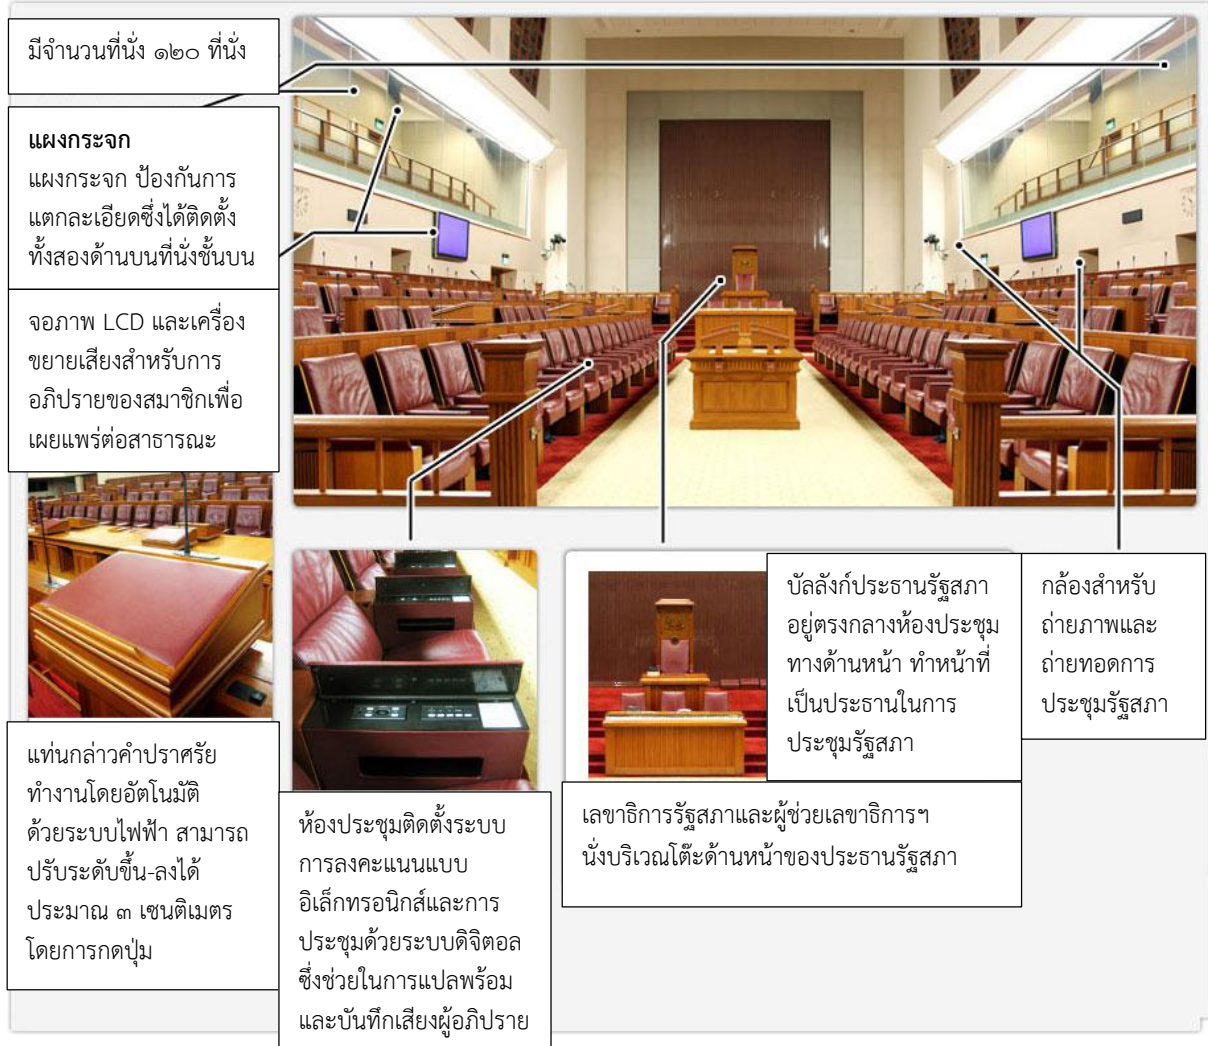 มีจำนวนที่นั่ง ๑๒๐ ที่นั่ง
แผงกระจก
แผงกระจก ป้องกันการ
แตกละเอียดซึ่งได้ติดตั้ง
ทั้งสองด้านบนที่นั่งชั้นบน
จอภาพ LCD และเครื่อง
ขยายเสียงสำหรับการ
อภิปรายของสมาชิกเพื่อ
เผยแพร่ต่อสาธารณะ
แท่นกล่าวคำปราศรัย
ทำงานโดยอัตโนมัติ
ด้วยระบบไฟฟ้า สามารถ
ปรับระดับขึ้น-ลงได้
ประมาณ ๓ เซนติเมตร
โดยการกดปุ่ม
ห้องประชุมติดตั้งระบบ
การลงคะแนนแบบ
อิเล็กทรอนิกส์และการ
ประชุมด้วยระบบดิจิตอล
ซึ่งช่วยในการแปลพร้อม
และบันทึกเสียงผู้อภิปราย
บัลลังก์ประธานรัฐสภา
อยู่ตรงกลางห้องประชุม
ทางด้านหน้า ทำหน้าที่
เป็นประธานในการ
ประชุมรัฐสภา
กล้องสำหรับ
ถ่ายภาพและ
ถ่ายทอดการ
ประชุมรัฐสภา
เลขาธิการรัฐสภาและผู้ช่วยเลขาธิการฯ
นั่งบริเวณโต๊ะด้านหน้าของประธานรัฐสภา